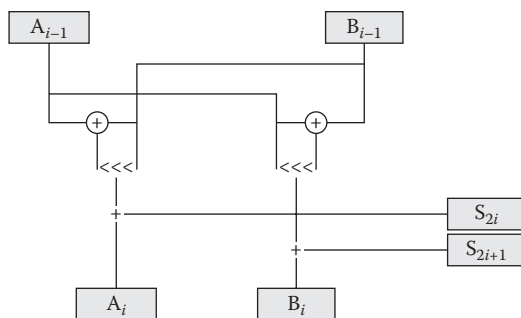 A_{i–1} B_{i–1}
+ +
<<< <<<
+ S_{2i}
+ S_{2i+1}
A_i B_i